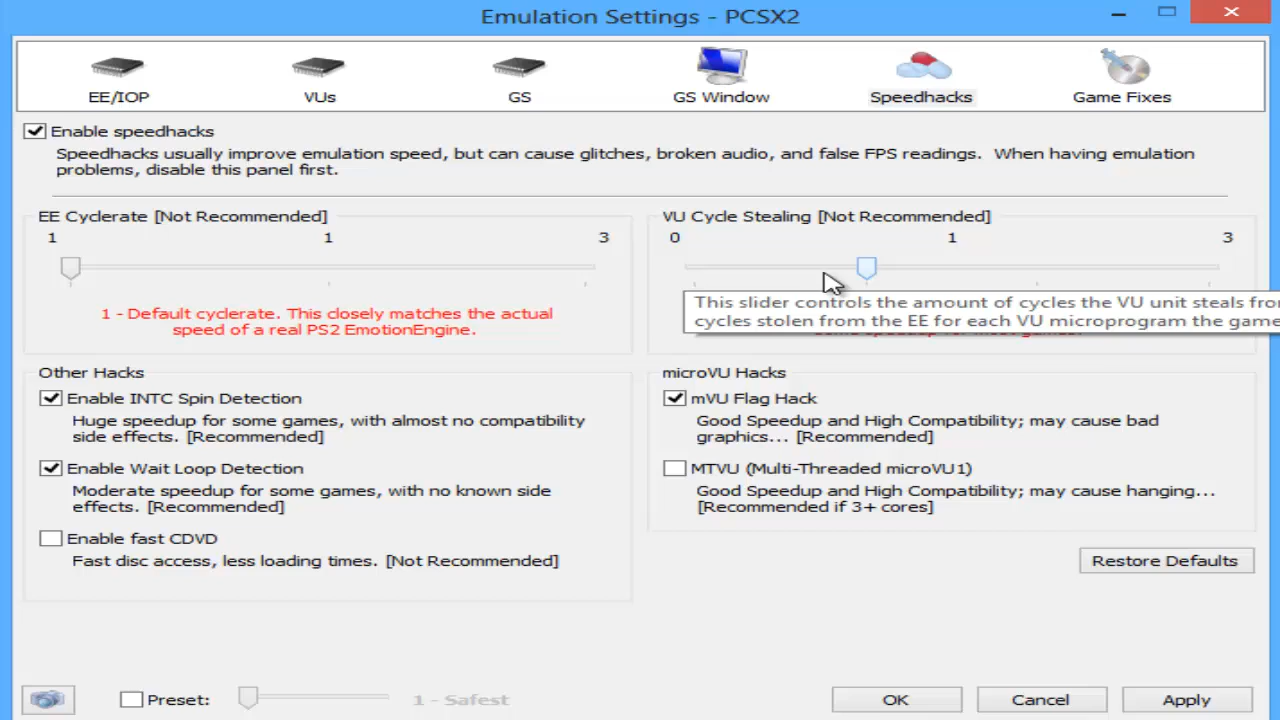 Emulation Settings - PCSX2
EE/IOP
VUs
GS
GS Window
Speedhacks
Game Fixes
Enable speedhacks
Speedhacks usually improve emulation speed, but can cause glitches, broken audio, and false FPS readings. When having emulation
problems, disable this panel first.
EE Cyclerate [Not Recommended]
1 1 3
1 - Default cyclerate. This closely matches the actual
speed of a real PS2 EmotionEngine.
VU Cycle Stealing [Not Recommended]
0 1 3
This slider controls the amount of cycles the VU unit steals fro
cycles stolen from the EE for each VU microprogram the game
Other Hacks
Enable INTC Spin Detection
Huge speedup for some games, with almost no compatibility
side effects. [Recommended]
Enable Wait Loop Detection
Moderate speedup for some games, with no known side
effects. [Recommended]
Enable fast CDVD
Fast disc access, less loading times. [Not Recommended]
microVU Hacks
mVU Flag Hack
Good Speedup and High Compatibility; may cause bad
graphics... [Recommended]
MTVU (Multi-Threaded microVU1)
Good Speedup and High Compatibility; may cause hanging...
[Recommended if 3+ cores]
Restore Defaults
Preset:
1 - Safest
OK
Cancel
Apply